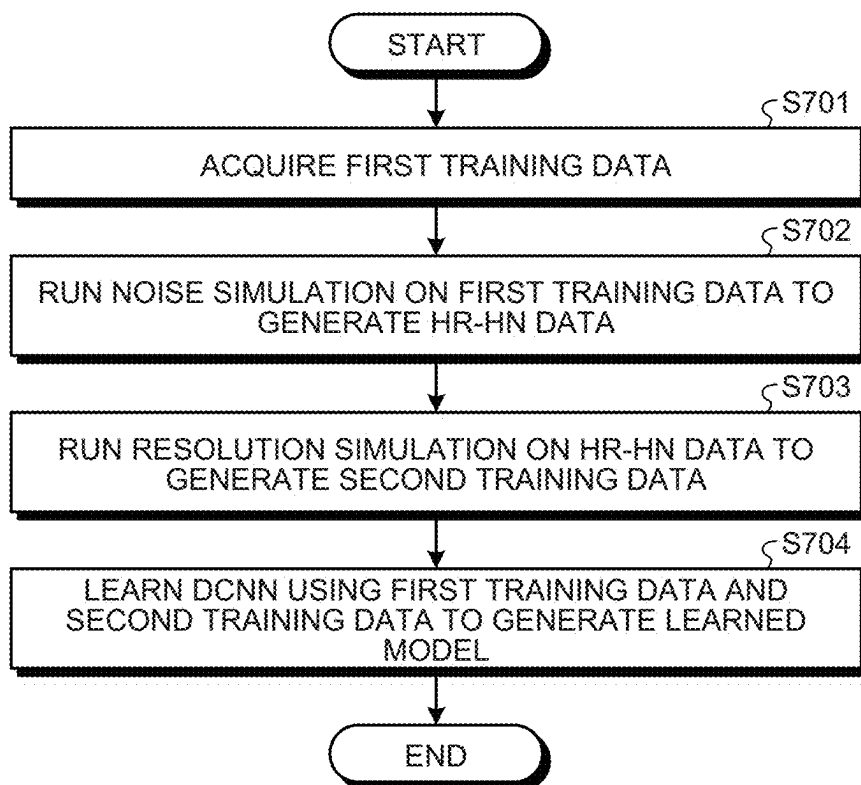 START
S701
ACQUIRE FIRST TRAINING DATA
S702
RUN NOISE SIMULATION ON FIRST TRAINING DATA TO
GENERATE HR-HN DATA
S703
RUN RESOLUTION SIMULATION ON HR-HN DATA TO
GENERATE SECOND TRAINING DATA
S704
LEARN DCNN USING FIRST TRAINING DATA AND
SECOND TRAINING DATA TO GENERATE LEARNED
MODEL
END